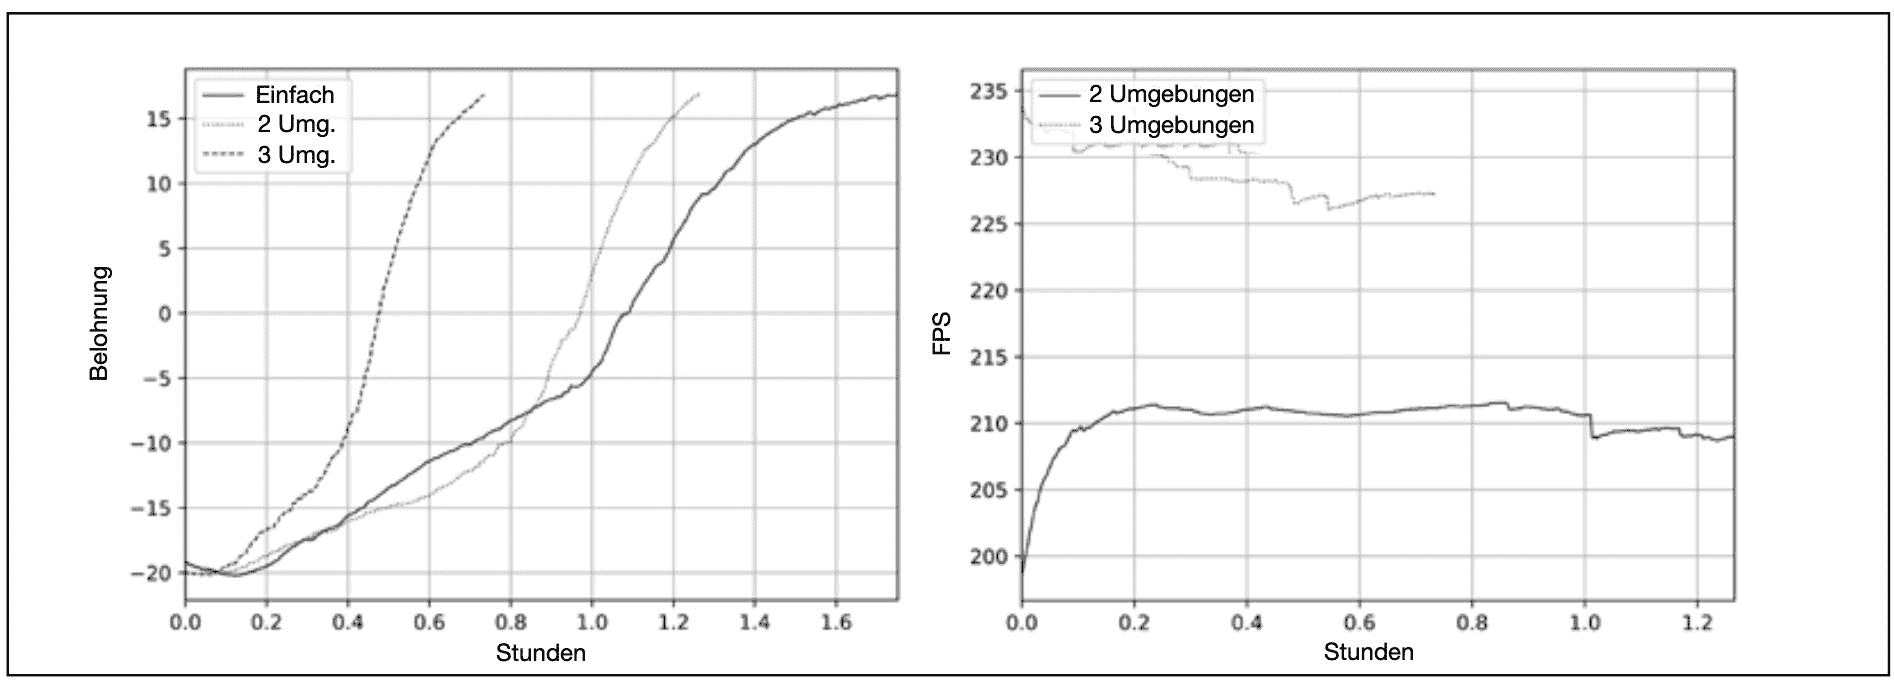 Einfach
2 Umg.
3 Umg.
15
10
5
0
−5
−10
−15
−20
Belohnung
0.0 0.2 0.4 0.6 0.8 1.0 1.2 1.4 1.6
Stunden
2 Umgebungen
3 Umgebungen
235
230
225
220
215
210
205
200
FPS
0.0 0.2 0.4 0.6 0.8 1.0 1.2
Stunden